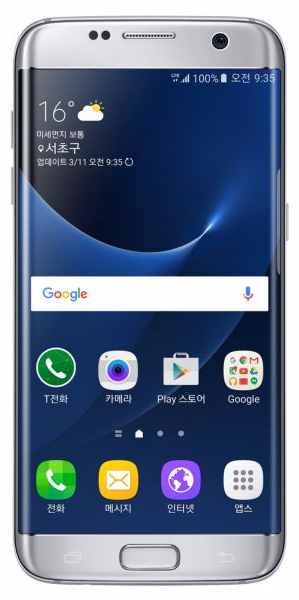 LTE 100% 오전 9:35
16°
미세먼지 보통
서초구
업데이트 3/11 오전 9:35
Google
T전화 카메라 Play 스토어 Google
전화 메시지 인터넷 앱스